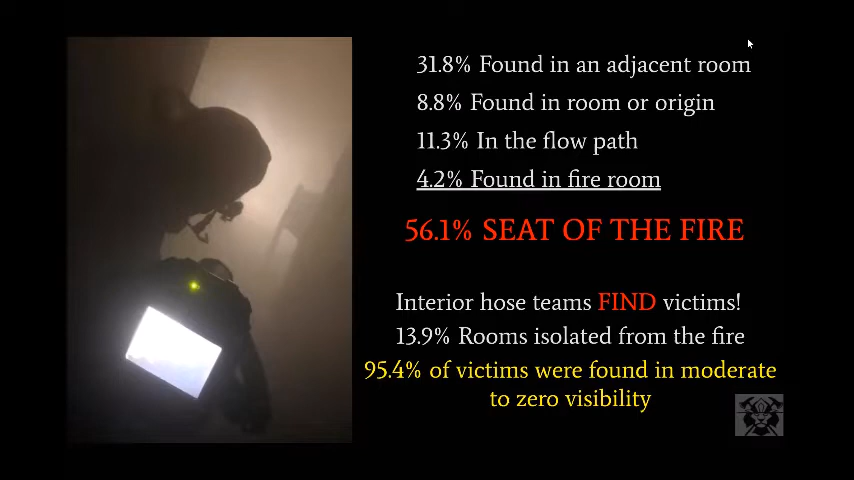 31.8% Found in an adjacent room
8.8% Found in room or origin
11.3% In the flow path
4.2% Found in fire room
56.1% SEAT OF THE FIRE
Interior hose teams FIND victims!
13.9% Rooms isolated from the fire
95.4% of victims were found in moderate
to zero visibility